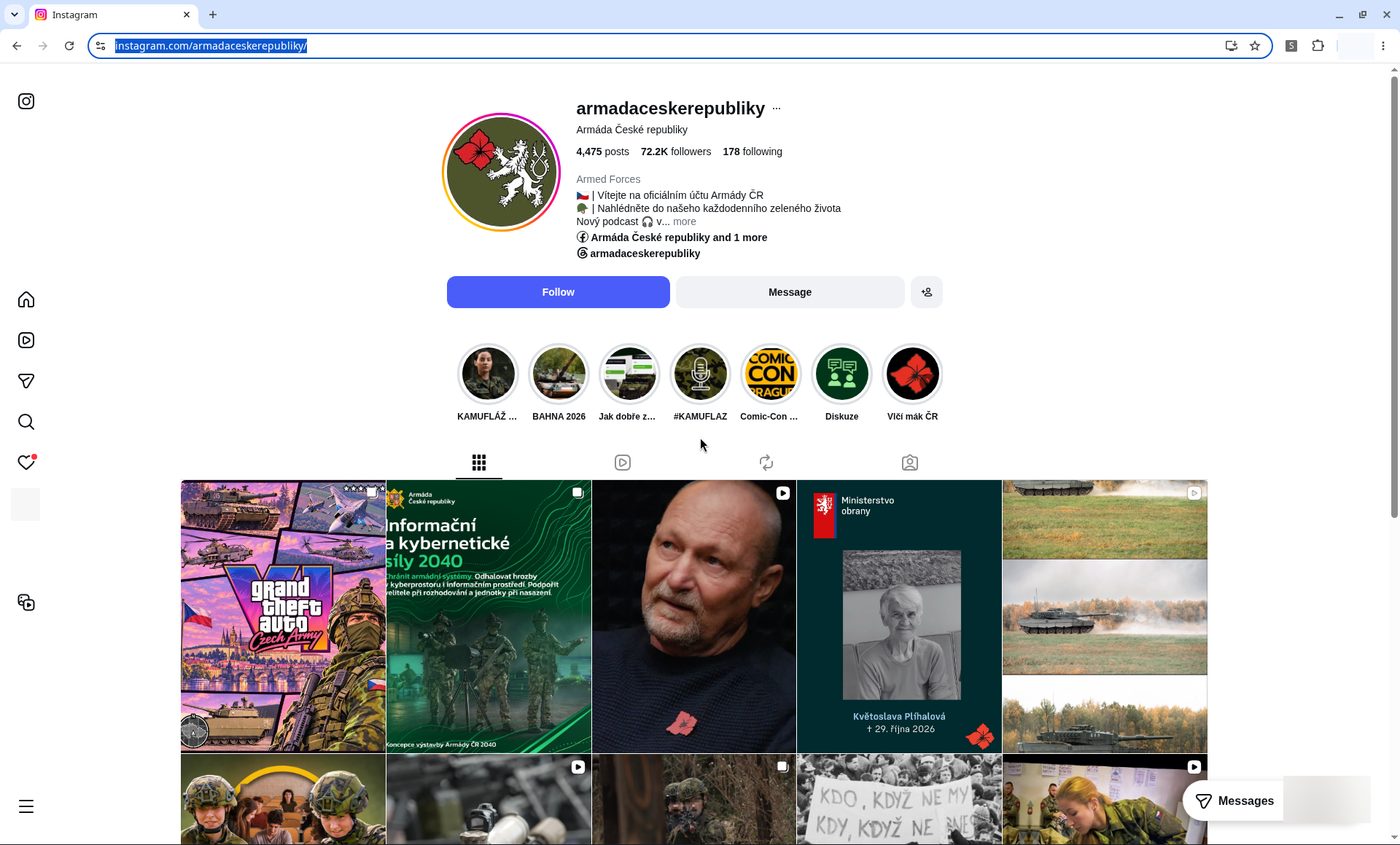 Instagram
instagram.com/armadaceskerepubliky/
S
armadaceskerepubliky ...
Armáda České republiky
4,475 posts 72.2K followers 178 following
Armed Forces
🇨🇿 | Vítejte na oficiálním účtu Armády ČR
🪖 | Nahlédněte do našeho každodenního zeleného života
Nový podcast 🎧 v... more
Armáda České republiky and 1 more
armadaceskerepubliky
Follow
Message
COMIC
CON
PRAGUE
KAMUFLÁŽ ...
BAHNA 2026
Jak dobře z...
#KAMUFLAZ
Comic-Con ...
Diskuze
Vlčí mák ČR
grand
theft
auto
VI
Czech Army
Armáda
České republiky
Informační
a kybernetické
síly 2040
Chránit armádní systémy. Odhalovat hrozby
v kyberprostoru i informačním prostředí. Podpořit
velitele při rozhodování a jednotky při nasazení.
Koncepce výstavby Armády ČR 2040
Ministerstvo
obrany
Květoslava Plíhalová
† 29. října 2026
KDO, KDYŽ NE MY
KDY, KDYŽ NE DNES
Messages